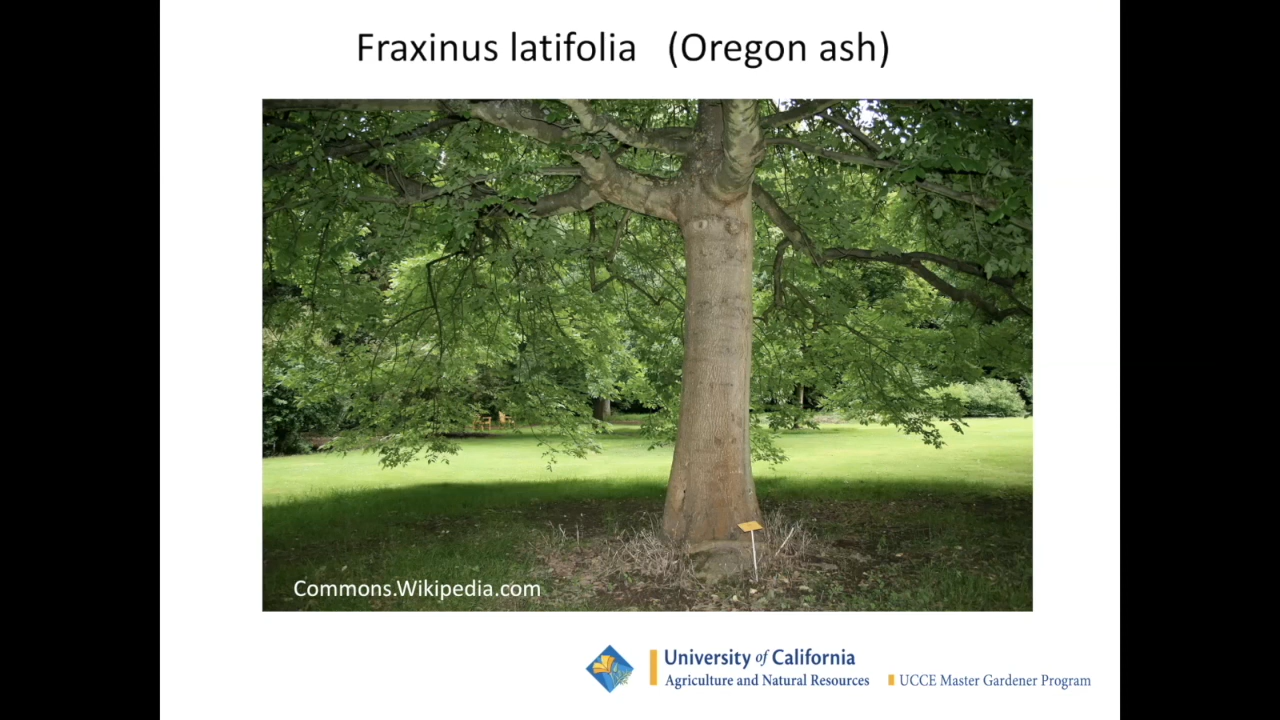 Fraxinus latifolia (Oregon ash)
Commons.Wikipedia.com
University of California
Agriculture and Natural Resources
UCCE Master Gardener Program